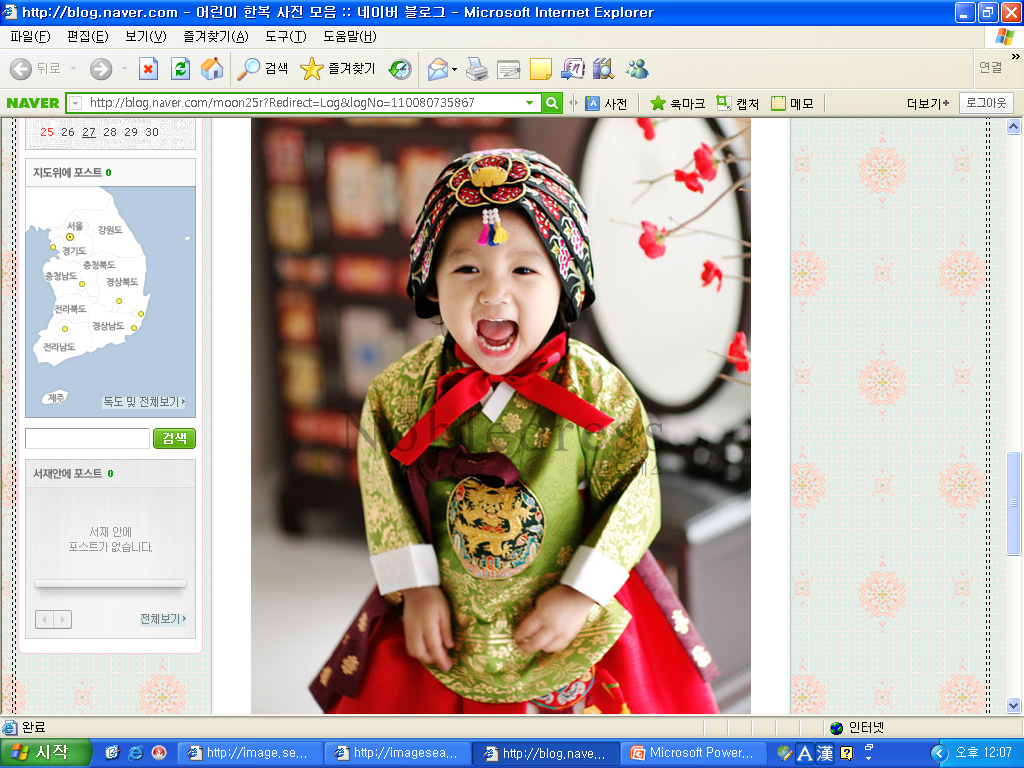 http://blog.naver.com - 어린이 한복 사진 모음 :: 네이버 블로그 - Microsoft Internet Explorer
파일(F) 편집(E) 보기(V) 즐겨찾기(A) 도구(T) 도움말(H)
뒤로 검색 즐겨찾기 연결
NAVER http://blog.naver.com/moon25r?Redirect=Log&logNo=110080735867 사전 북마크 캡쳐 메모 더보기+ 로그아웃
25 26 27 28 29 30
지도위에 포스트 0
서울
강원도
경기도
충청북도
충청남도
경상북도
전라북도
경상남도
전라남도
제주
독도 및 전체보기
검색
Nobledress
서재안에 포스트 0
서재 안에
포스트가 없습니다.
전체보기
완료 인터넷
시작 http://image.se... http://imagesea... http://blog.nave... Microsoft Power... A 漢 오후 12:07